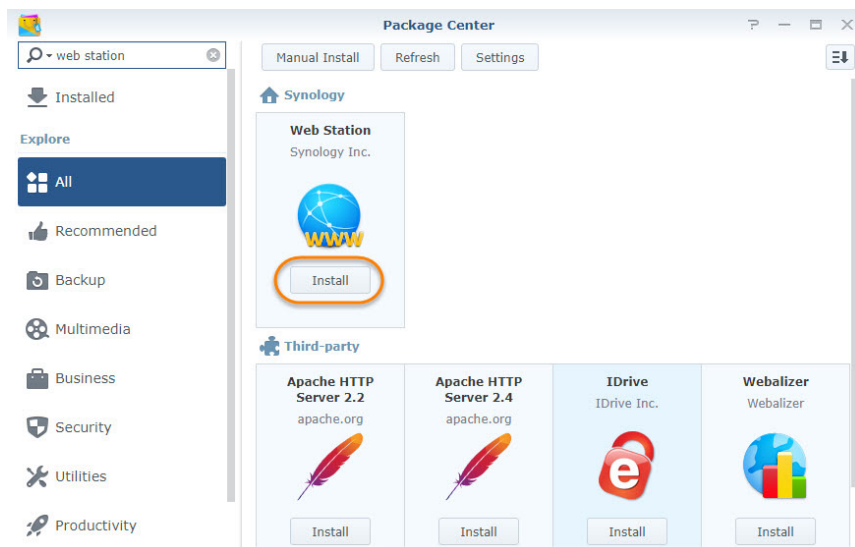 Package Center
web station
Manual Install
Refresh
Settings
Installed
Explore
All
Recommended
Backup
Multimedia
Business
Security
Utilities
Productivity
Synology
Web Station
Synology Inc.
WWW
Install
Third-party
Apache HTTP
Server 2.2
apache.org
Install
Apache HTTP
Server 2.4
apache.org
Install
IDrive
IDrive Inc.
e
Install
Webalizer
Webalizer
Install